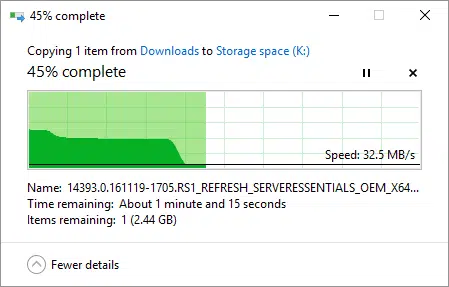 45% complete
Copying 1 item from Downloads to Storage space (K:)
45% complete
Speed: 32.5 MB/s
Name: 14393.0.161119-1705.RS1_REFRESH_SERVERESSENTIALS_OEM_X64...
Time remaining: About 1 minute and 15 seconds
Items remaining: 1 (2.44 GB)
Fewer details